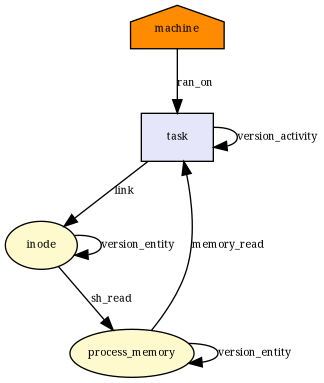 machine
ran_on
task
version_activity
link
inode
version_entity
memory_read
sh_read
process_memory
version_entity